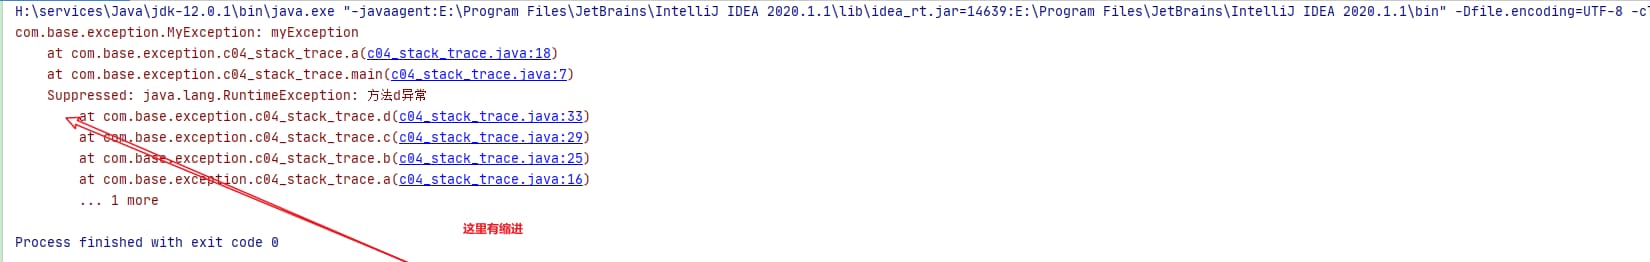 H:\services\Java\jdk-12.0.1\bin\java.exe "-javaagent:E:\Program Files\JetBrains\IntelliJ IDEA 2020.1.1\lib\idea_rt.jar=14639:E:\Program Files\JetBrains\IntelliJ IDEA 2020.1.1\bin" -Dfile.encoding=UTF-8 -cl
com.base.exception.MyException: myException
    at com.base.exception.c04_stack_trace.a(c04_stack_trace.java:18)
    at com.base.exception.c04_stack_trace.main(c04_stack_trace.java:7)
    Suppressed: java.lang.RuntimeException: 方法d异常
        at com.base.exception.c04_stack_trace.d(c04_stack_trace.java:33)
        at com.base.exception.c04_stack_trace.c(c04_stack_trace.java:29)
        at com.base.exception.c04_stack_trace.b(c04_stack_trace.java:25)
        at com.base.exception.c04_stack_trace.a(c04_stack_trace.java:16)
        ... 1 more
这里有缩进
Process finished with exit code 0